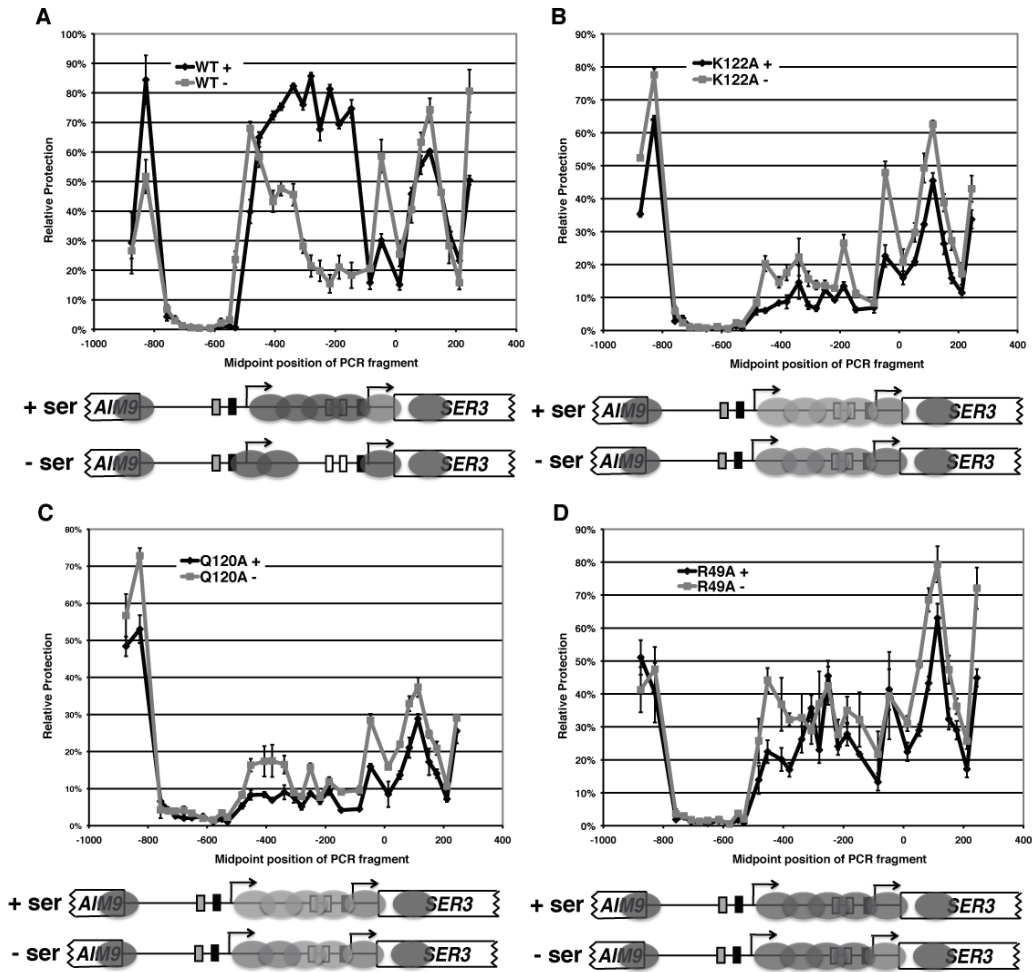 A
100%
90%
80%
70%
60%
50%
40%
30%
20%
10%
0%
Relative Protection
WT +
WT -
-1000 -800 -600 -400 -200 0 200 400
Midpoint position of PCR fragment
+ ser AIM9 SER3
- ser AIM9 SER3
B
90%
80%
70%
60%
50%
40%
30%
20%
10%
0%
Relative Protection
K122A +
K122A -
-1000 -800 -600 -400 -200 0 200 400
Midpoint position of PCR fragment
+ ser AIM9 SER3
- ser AIM9 SER3
C
80%
70%
60%
50%
40%
30%
20%
10%
0%
Relative Protection
Q120A +
Q120A -
-1000 -800 -600 -400 -200 0 200 400
Midpoint position of PCR fragment
+ ser AIM9 SER3
- ser AIM9 SER3
D
90%
80%
70%
60%
50%
40%
30%
20%
10%
0%
Relative Protection
R49A +
R49A -
-1000 -800 -600 -400 -200 0 200 400
Midpoint position of PCR fragment
+ ser AIM9 SER3
- ser AIM9 SER3